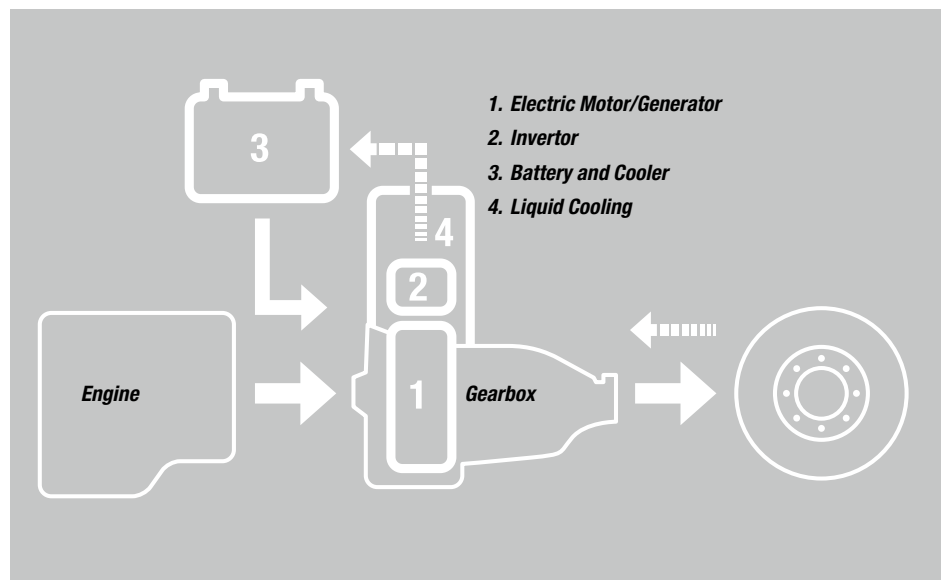 1. Electric Motor/Generator
2. Invertor
3. Battery and Cooler
4. Liquid Cooling
3
4
2
Engine
1
Gearbox